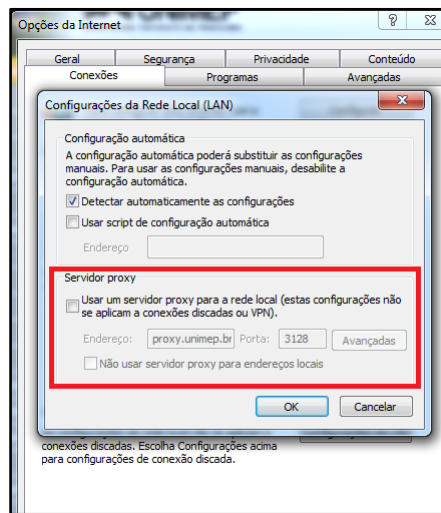 Opções da Internet
Geral Segurança Privacidade Conteúdo
Conexões Programas Avançadas
Configurações da Rede Local (LAN)
Configuração automática
A configuração automática poderá substituir as configurações
manuais. Para usar as configurações manuais, desabilite a
configuração automática.
Detectar automaticamente as configurações
Usar script de configuração automática
Endereço
Servidor proxy
Usar um servidor proxy para a rede local (estas configurações não
se aplicam a conexões discadas ou VPN).
Endereço: proxy.unimep.br Porta: 3128 Avançadas
Não usar servidor proxy para endereços locais
OK Cancelar
conexões discadas. Escolha Configurações acima
para configurações de conexão discada.